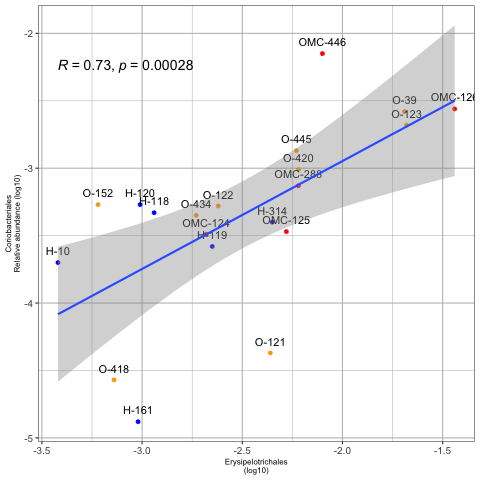 -2
-3
-4
-5
Coriobacteriales
Relative abundance (log10)
R = 0.73, p = 0.00028
OMC-446
OMC-126
O-39
O-123
O-445
O-420
OMC-286
O-152
H-120
H-118
O-122
O-434
OMC-124
H-314
OMC-125
H-119
H-10
O-121
O-418
H-161
-3.5
-3.0
-2.5
-2.0
-1.5
Erysipelotrichales
(log10)